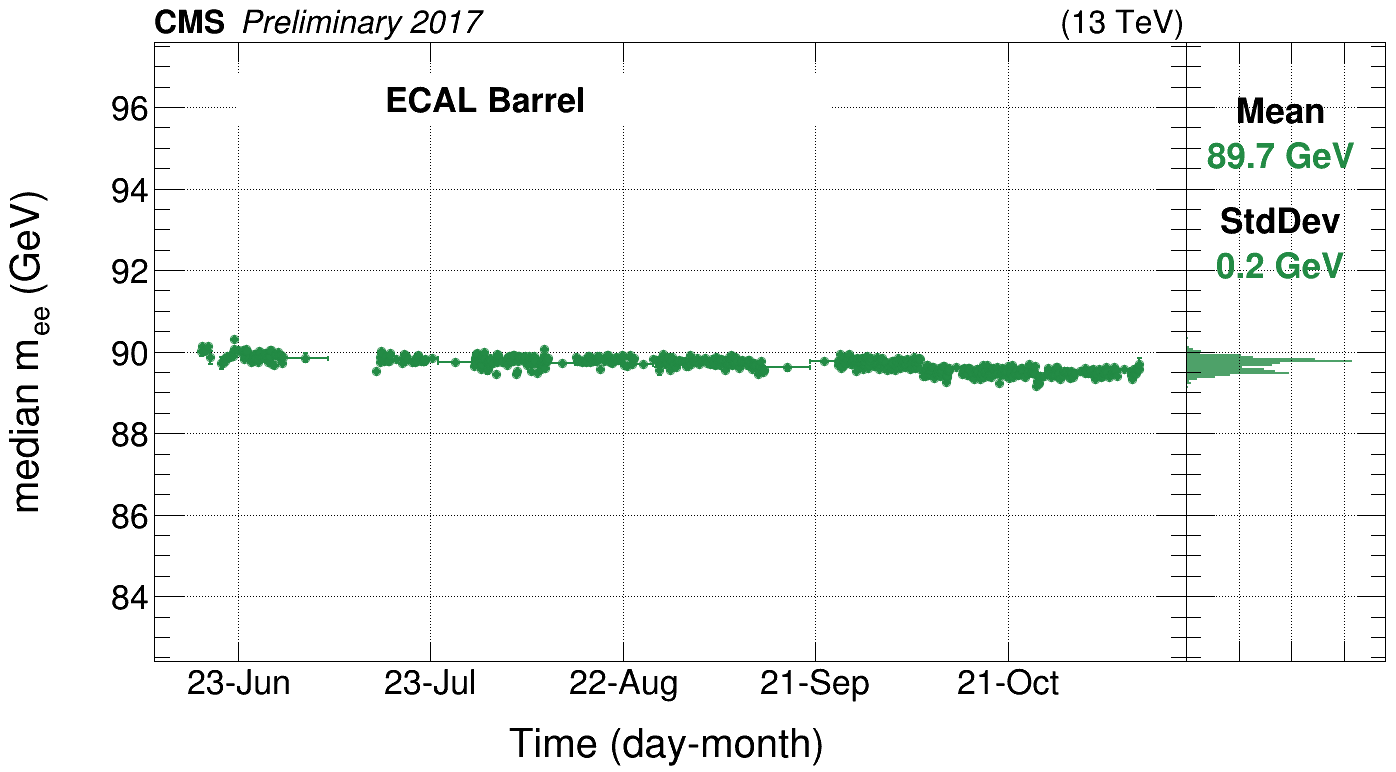 CMS Preliminary 2017 (13 TeV)
ECAL Barrel
Mean
89.7 GeV
StdDev
0.2 GeV
median m_ee (GeV)
96
94
92
90
88
86
84
23-Jun 23-Jul 22-Aug 21-Sep 21-Oct
Time (day-month)